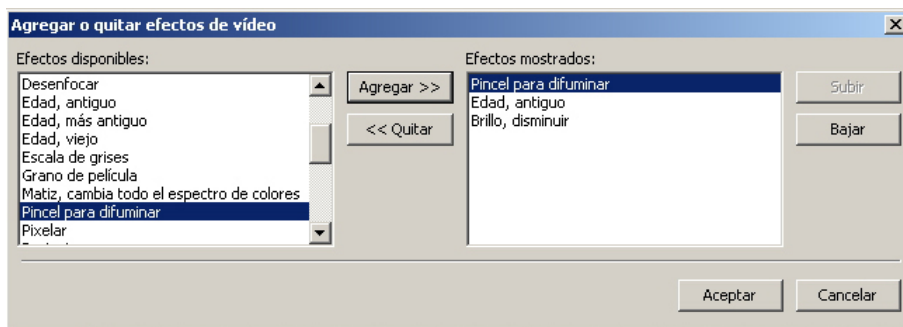 Agregar o quitar efectos de vídeo
Efectos disponibles:
Desenfocar
Edad, antiguo
Edad, más antiguo
Edad, viejo
Escala de grises
Grano de película
Matiz, cambia todo el espectro de colores
Pincel para difuminar
Pixelar
Agregar >>
<< Quitar
Efectos mostrados:
Pincel para difuminar
Edad, antiguo
Brillo, disminuir
Subir
Bajar
Aceptar
Cancelar